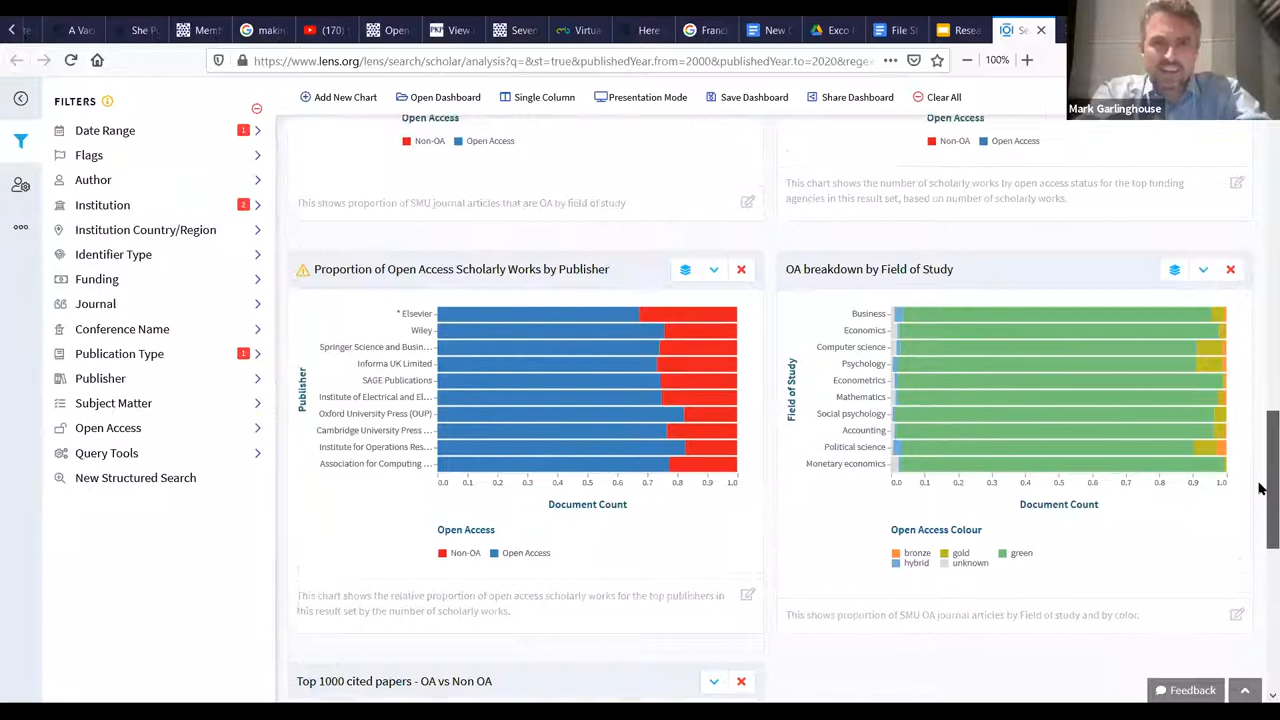 A Vac
She Po
Memb
makin
(170)
Open
PKP
View
Seven
Virtua
Here
Franci
New C
Exco I
File St
Resea
Se
https://www.lens.org/lens/search/scholar/analysis?q=&st=true&publishedYear.from=2000&publishedYear.to=2020&rege
100%
Mark Garlinghouse
FILTERS
Add New Chart
Open Dashboard
Single Column
Presentation Mode
Save Dashboard
Share Dashboard
Clear All
Date Range
1
Flags
Author
Institution
2
Institution Country/Region
Identifier Type
Funding
Journal
Conference Name
Publication Type
1
Publisher
Subject Matter
Open Access
Query Tools
New Structured Search
Open Access
Non-OA
Open Access
This shows proportion of SMU journal articles that are OA by field of study
Open Access
Non-OA
Open Access
This chart shows the number of scholarly works by open access status for the top funding
agencies in this result set, based on number of scholarly works.
Proportion of Open Access Scholarly Works by Publisher
Publisher
* Elsevier
Wiley
Springer Science and Busin...
Informa UK Limited
SAGE Publications
Institute of Electrical and El...
Oxford University Press (OUP)
Cambridge University Press ...
Institute for Operations Res...
Association for Computing ...
0.0 0.1 0.2 0.3 0.4 0.5 0.6 0.7 0.8 0.9 1.0
Document Count
Open Access
Non-OA
Open Access
This chart shows the relative proportion of open access scholarly works for the top publishers in
this result set by the number of scholarly works.
OA breakdown by Field of Study
Field of Study
Business
Economics
Computer science
Psychology
Econometrics
Mathematics
Social psychology
Accounting
Political science
Monetary economics
0.0 0.1 0.2 0.3 0.4 0.5 0.6 0.7 0.8 0.9 1.0
Document Count
Open Access Colour
bronze
gold
green
hybrid
unknown
This shows proportion of SMU OA journal articles by Field of study and by color.
Top 1000 cited papers - OA vs Non OA
Feedback